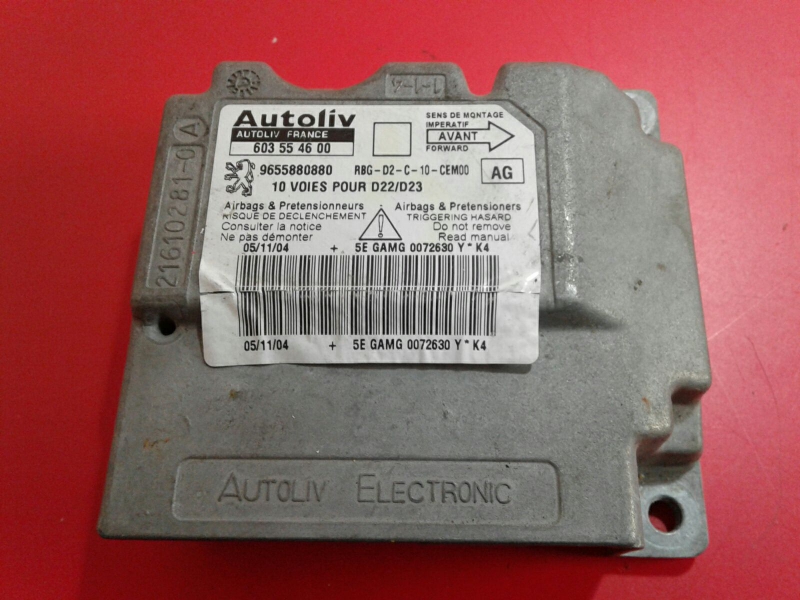 Autoliv
AUTOLIV FRANCE
603 55 46 00
SENS DE MONTAGE
IMPERATIF
AVANT
FORWARD
9655880880 RBG-D2-C-10-CEM00 AG
10 VOIES POUR D22/D23
Airbags & Pretensionneurs
RISQUE DE DECLENCHEMENT
Consulter la notice
Ne pas démonter
Airbags & Pretensioners
TRIGGERING HASARD
Do not remove
Read manual
05/11/04 + 5E GAMG 0072630 Y * K4
05/11/04 + 5E GAMG 0072630 Y * K4
21610281-0 A
AUTOLIV ELECTRONIC